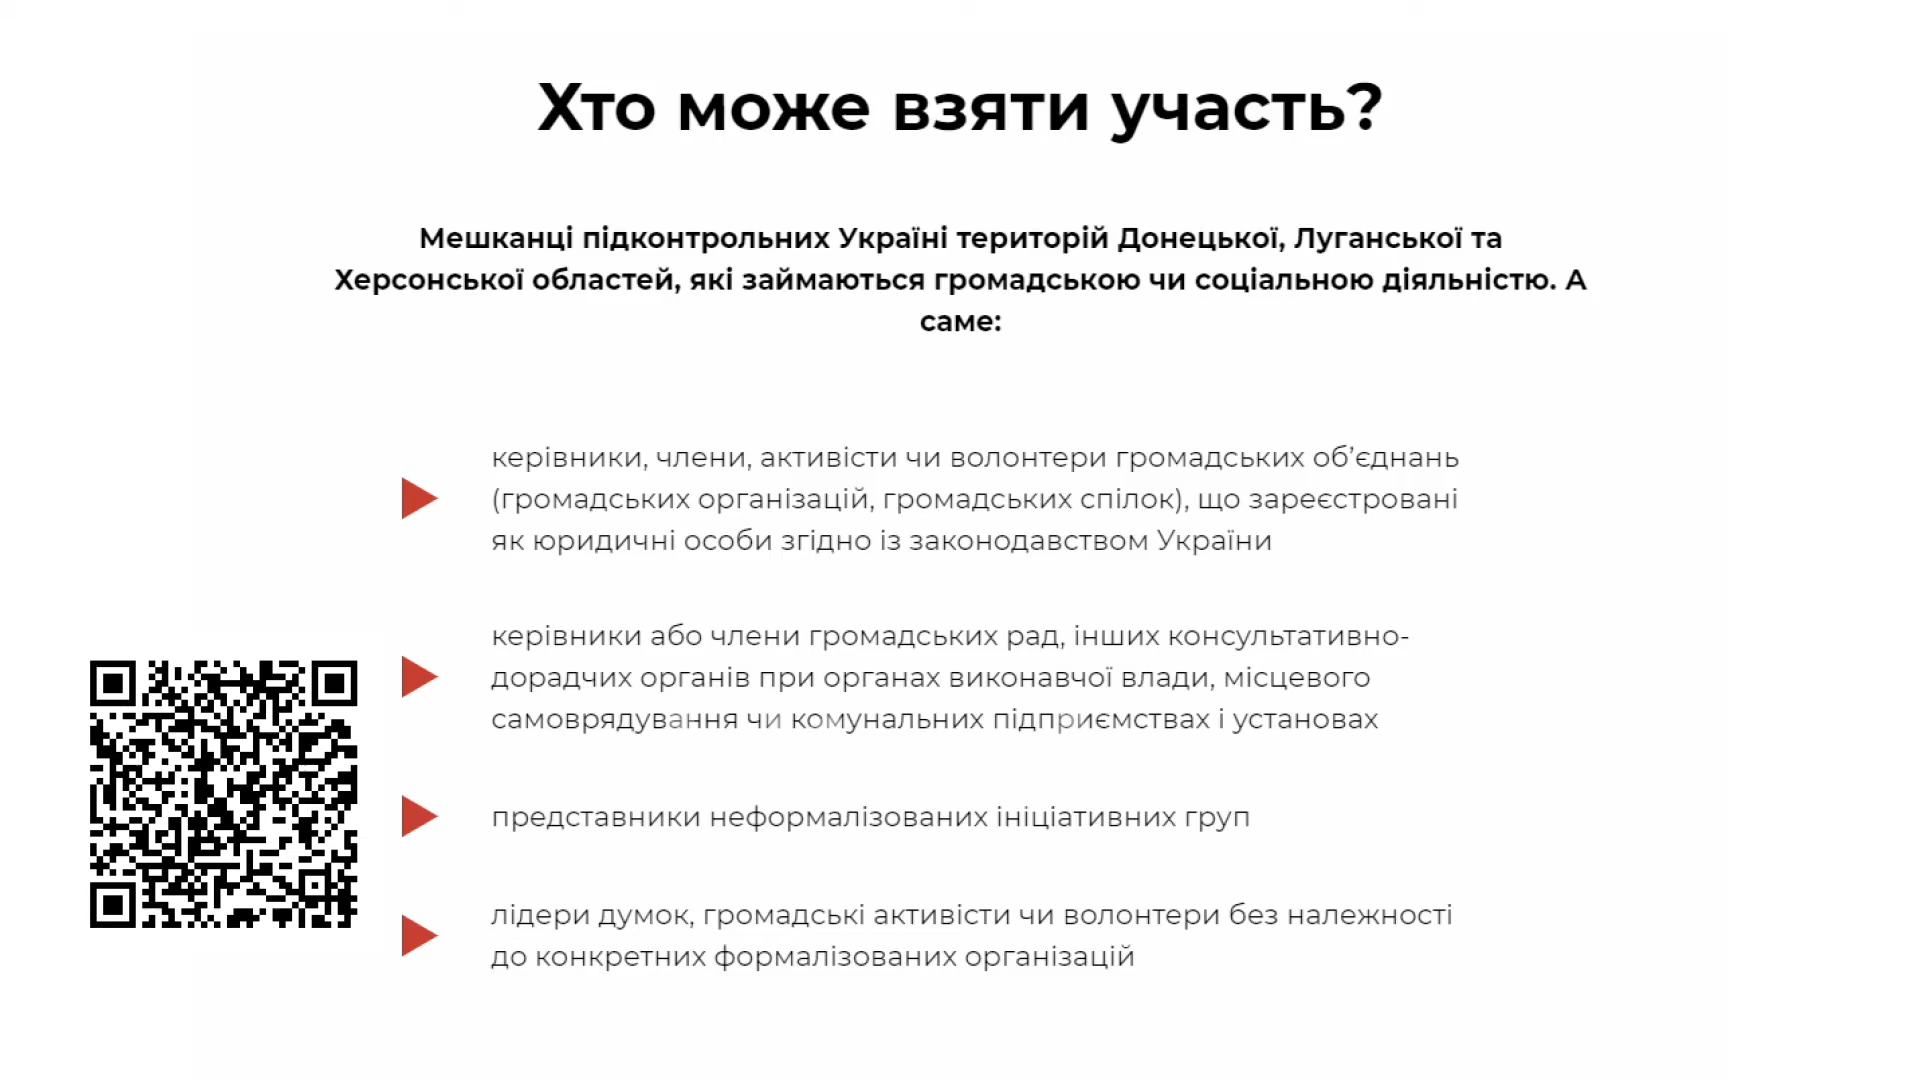 Хто може взяти участь?
Мешканці підконтрольних Україні територій Донецької, Луганської та
Херсонської областей, які займаються громадською чи соціальною діяльністю. А
саме:
керівники, члени, активісти чи волонтери громадських об’єднань
(громадських організацій, громадських спілок), що зареєстровані
як юридичні особи згідно із законодавством України
керівники або члени громадських рад, інших консультативно-
дорадчих органів при органах виконавчої влади, місцевого
самоврядування чи комунальних підприємствах і установах
представники неформалізованих ініціативних груп
лідери думок, громадські активісти чи волонтери без належності
до конкретних формалізованих організацій